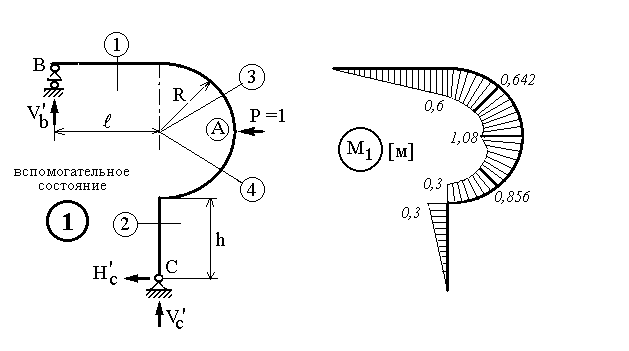 1
B
3
R
V'b
ℓ
A
P =1
вспомогательное
состояние
1
4
2
h
C
H'c
V'c
0,642
0,6
1,08
M1 [м]
0,3
0,856
0,3